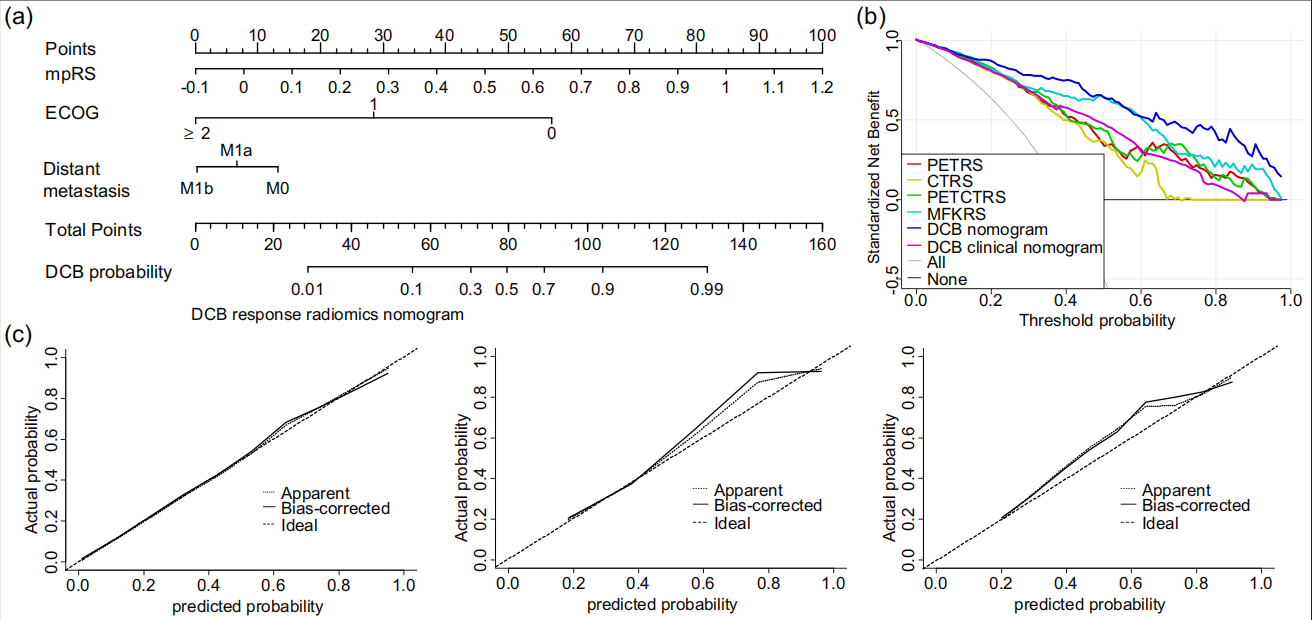 (a)
Points
0 10 20 30 40 50 60 70 80 90 100
mpRS
-0.1 0 0.1 0.2 0.3 0.4 0.5 0.6 0.7 0.8 0.9 1 1.1 1.2
ECOG
1
≥ 2 0
Distant
metastasis
M1a
M1b M0
Total Points
0 20 40 60 80 100 120 140 160
DCB probability
0.01 0.1 0.3 0.5 0.7 0.9 0.99
DCB response radiomics nomogram
(b)
Standardized Net Benefit
1.0
0.5
0.0
-0.5
PETRS
CTRS
PETCTRS
MFKRS
DCB nomogram
DCB clinical nomogram
All
None
0.0 0.2 0.4 0.6 0.8 1.0
Threshold probability
(c)
Actual probability
1.0
0.8
0.6
0.4
0.2
0.0
Apparent
Bias-corrected
Ideal
0.0 0.2 0.4 0.6 0.8 1.0
predicted probability
Actual probability
1.0
0.8
0.6
0.4
0.2
0.0
Apparent
Bias-corrected
Ideal
0.0 0.2 0.4 0.6 0.8 1.0
predicted probability
Actual probability
1.0
0.8
0.6
0.4
0.2
0.0
Apparent
Bias-corrected
Ideal
0.0 0.2 0.4 0.6 0.8 1.0
predicted probability